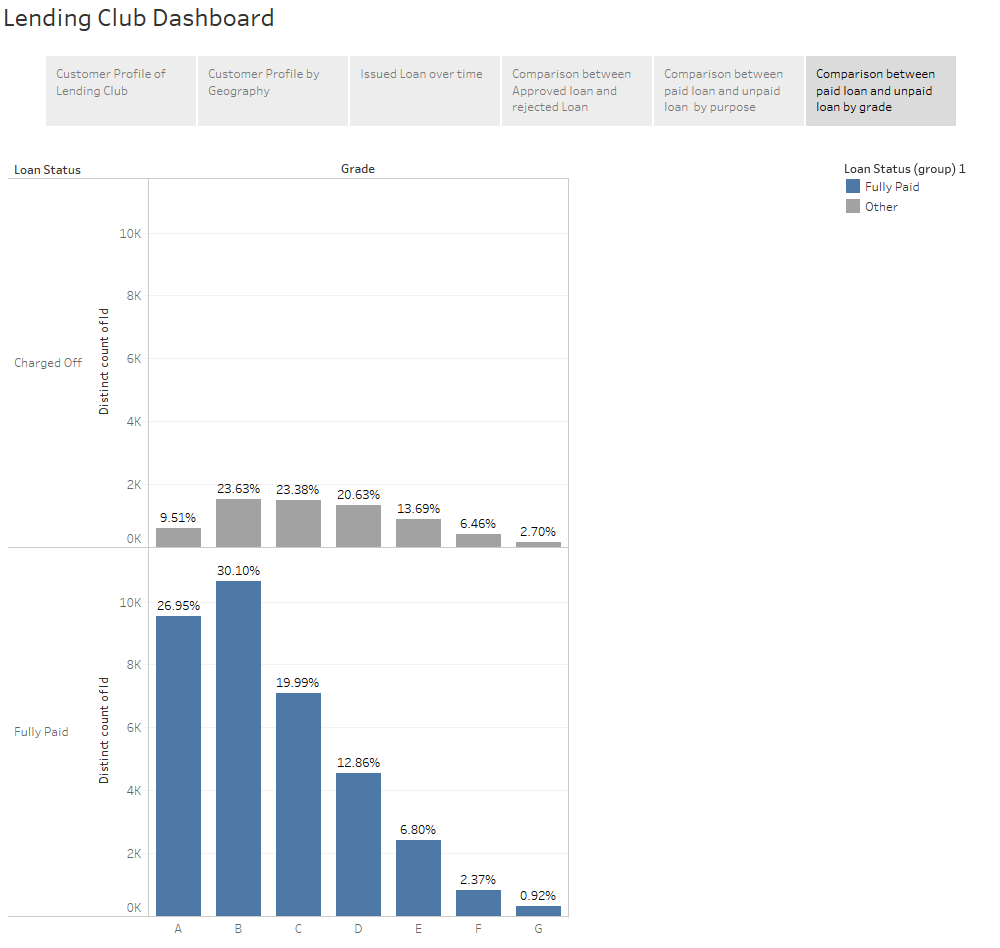 Lending Club Dashboard
Customer Profile of
Lending Club
Customer Profile by
Geography
Issued Loan over time
Comparison between
Approved loan and
rejected Loan
Comparison between
paid loan and unpaid
loan by purpose
Comparison between
paid loan and unpaid
loan by grade
Loan Status
Grade
Loan Status (group) 1
Fully Paid
Other
Charged Off
Distinct count of Id
10K
8K
6K
4K
2K
0K
9.51%
23.63%
23.38%
20.63%
13.69%
6.46%
2.70%
Fully Paid
Distinct count of Id
10K
8K
6K
4K
2K
0K
26.95%
30.10%
19.99%
12.86%
6.80%
2.37%
0.92%
A B C D E F G